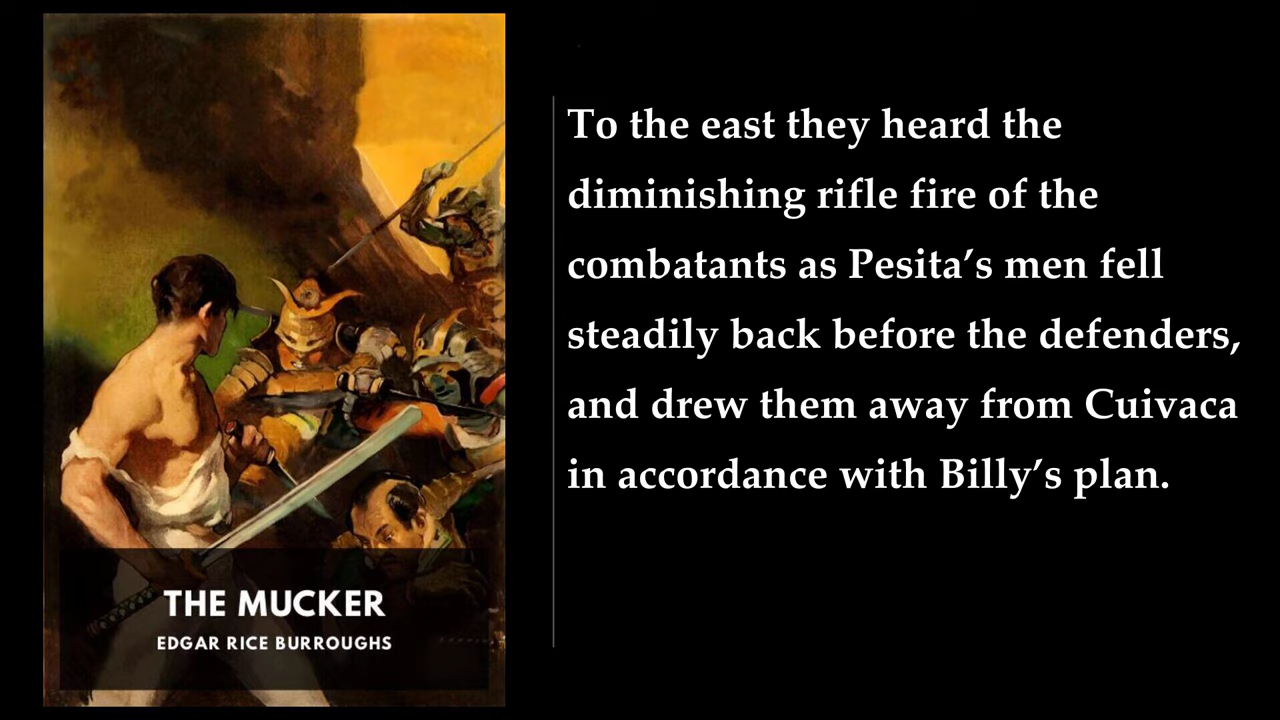 THE MUCKER
EDGAR RICE BURROUGHS
To the east they heard the
diminishing rifle fire of the
combatants as Pesita’s men fell
steadily back before the defenders,
and drew them away from Cuivaca
in accordance with Billy’s plan.